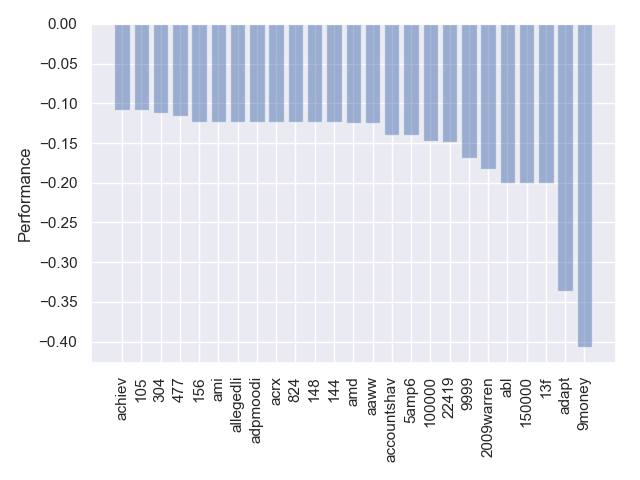 0.00
−0.05
−0.10
−0.15
−0.20
−0.25
−0.30
−0.35
−0.40
Performance
achiev
105
304
477
156
ami
allegedli
adpmoodi
acrx
824
148
144
amd
aaww
accountshav
5amp6
100000
22419
9999
2009warren
abl
150000
13f
adapt
9money